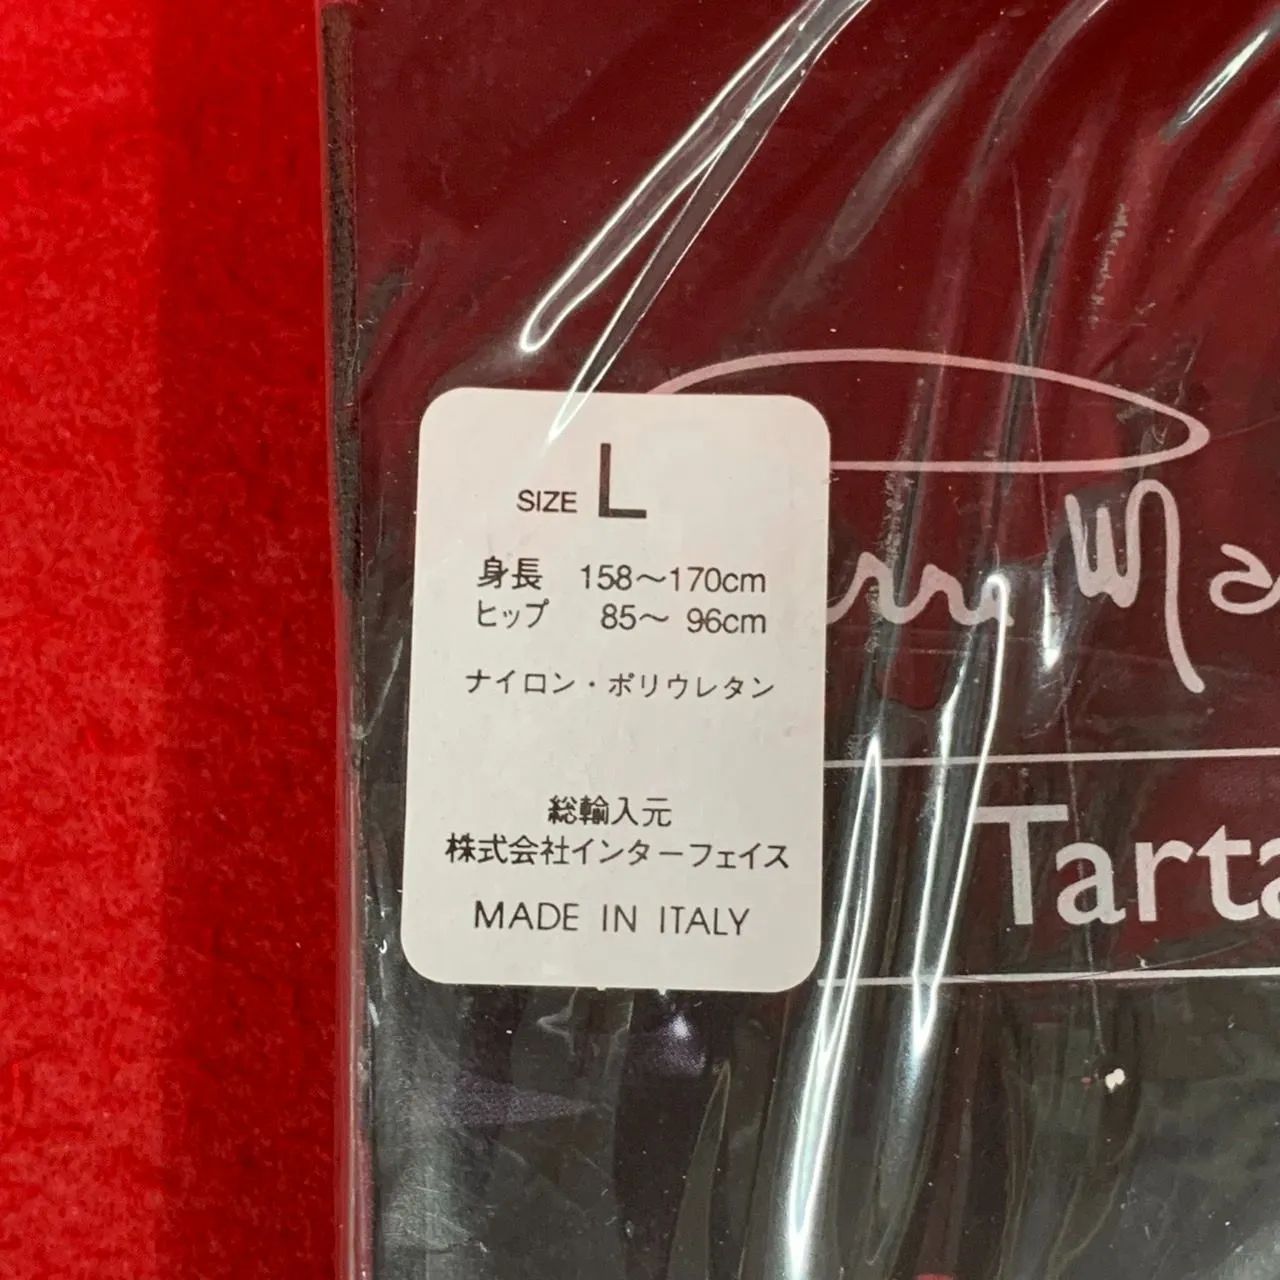 SIZE L
身長 158～170cm
ヒップ 85～ 96cm
ナイロン・ポリウレタン
総輸入元
株式会社インターフェイス
MADE IN ITALY
Tarta